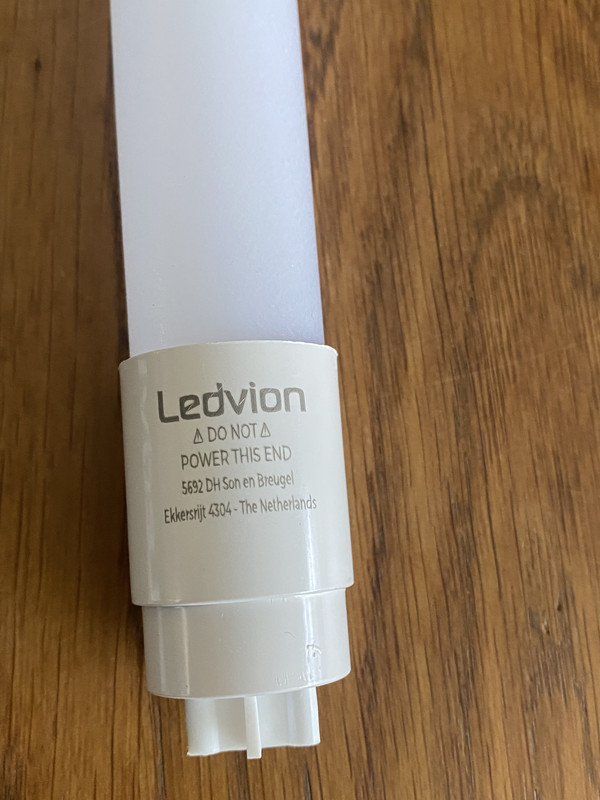 Ledvion
⚠ DO NOT ⚠
POWER THIS END
5692 DH Son en Breugel
Ekkersrijt 4304 - The Netherlands